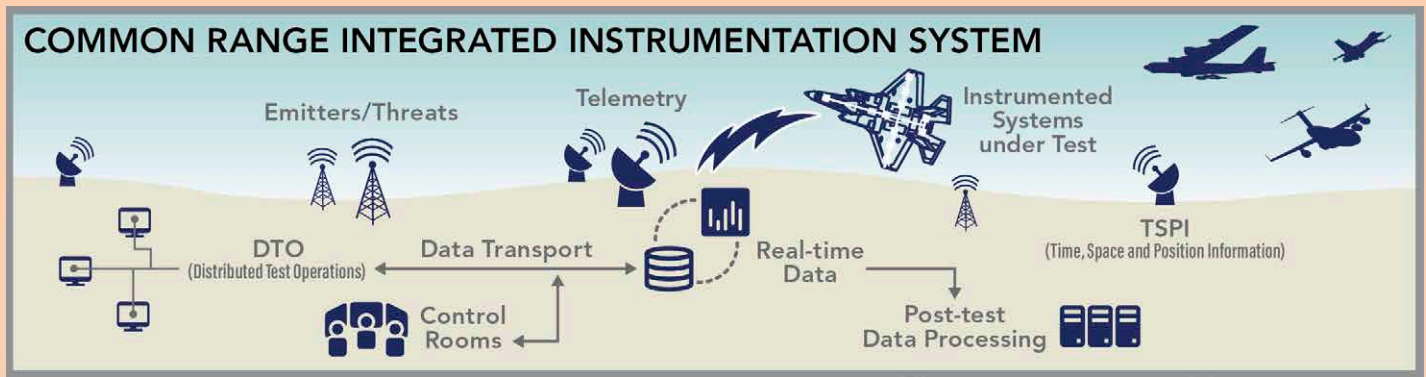 COMMON RANGE INTEGRATED INSTRUMENTATION SYSTEM
Emitters/Threats
Telemetry
Instrumented
Systems
under Test
DTO
(Distributed Test Operations)
Data Transport
Control
Rooms
Real-time
Data
Post-test
Data Processing
TSPI
(Time, Space and Position Information)